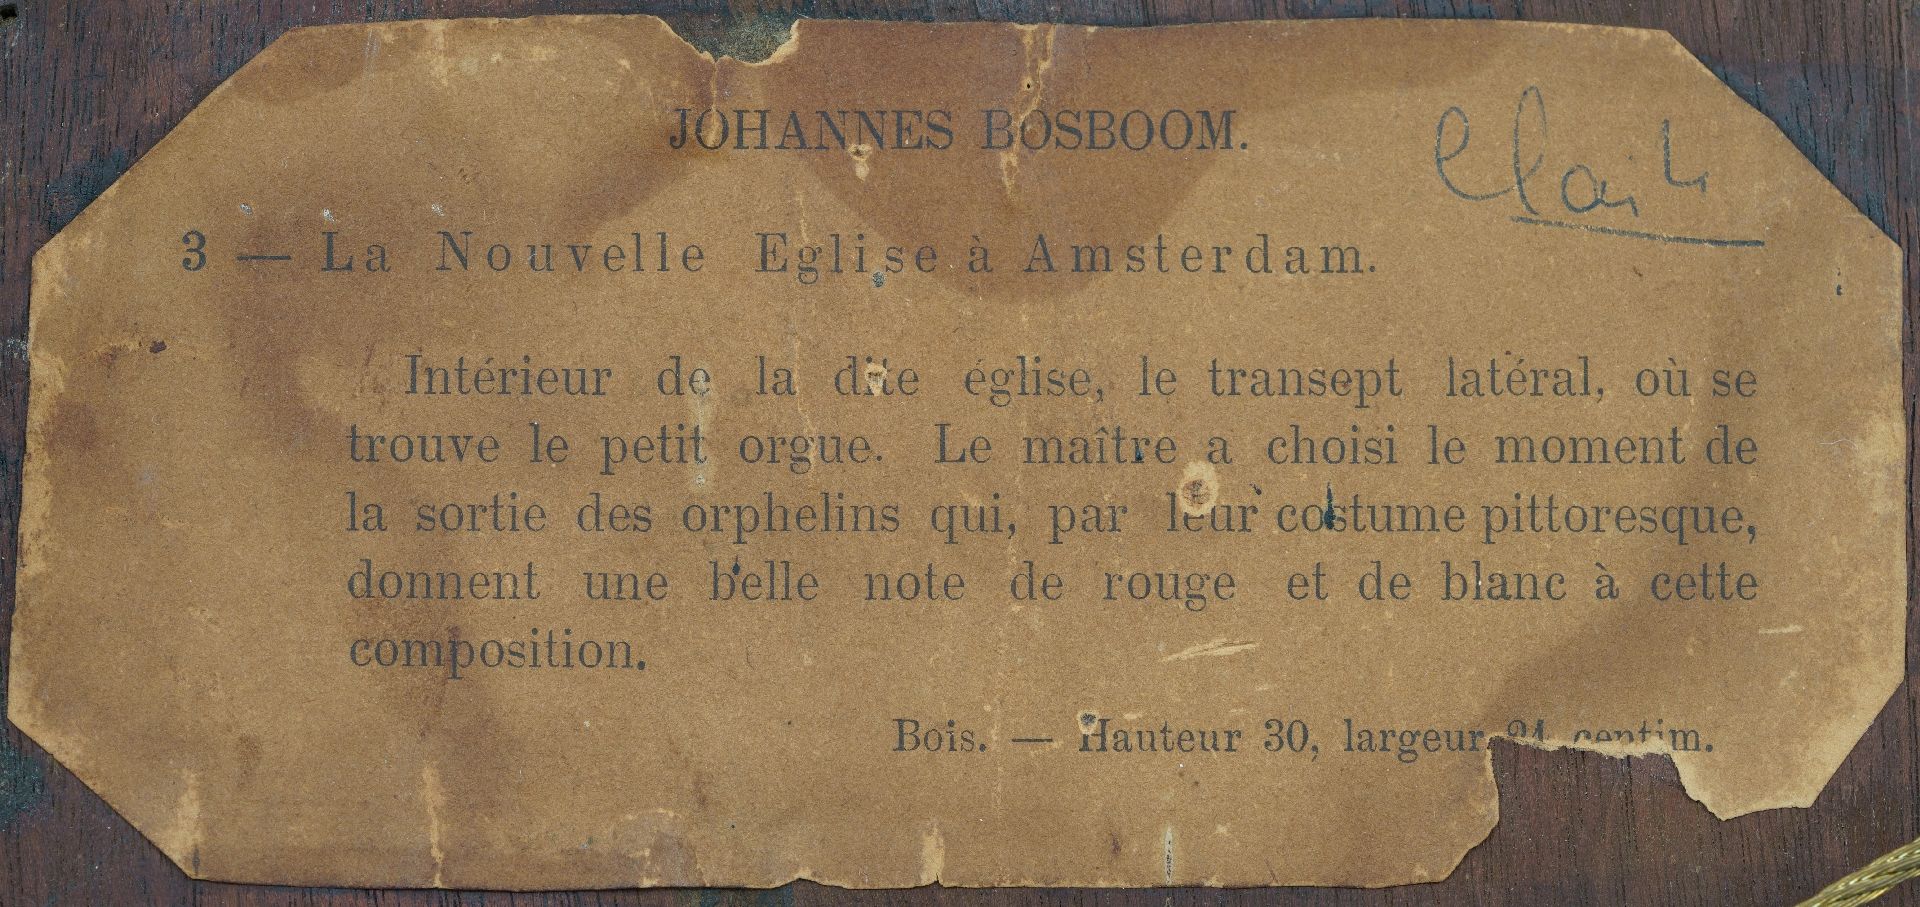 JOHANNES BOSBOOM.
3 — La Nouvelle Eglise à Amsterdam.
Intérieur de la dite église, le transept latéral, où se
trouve le petit orgue. Le maître a choisi le moment de
la sortie des orphelins qui, par leur costume pittoresque,
donnent une belle note de rouge et de blanc à cette
composition.
Bois. — Hauteur 30, largeur centim.